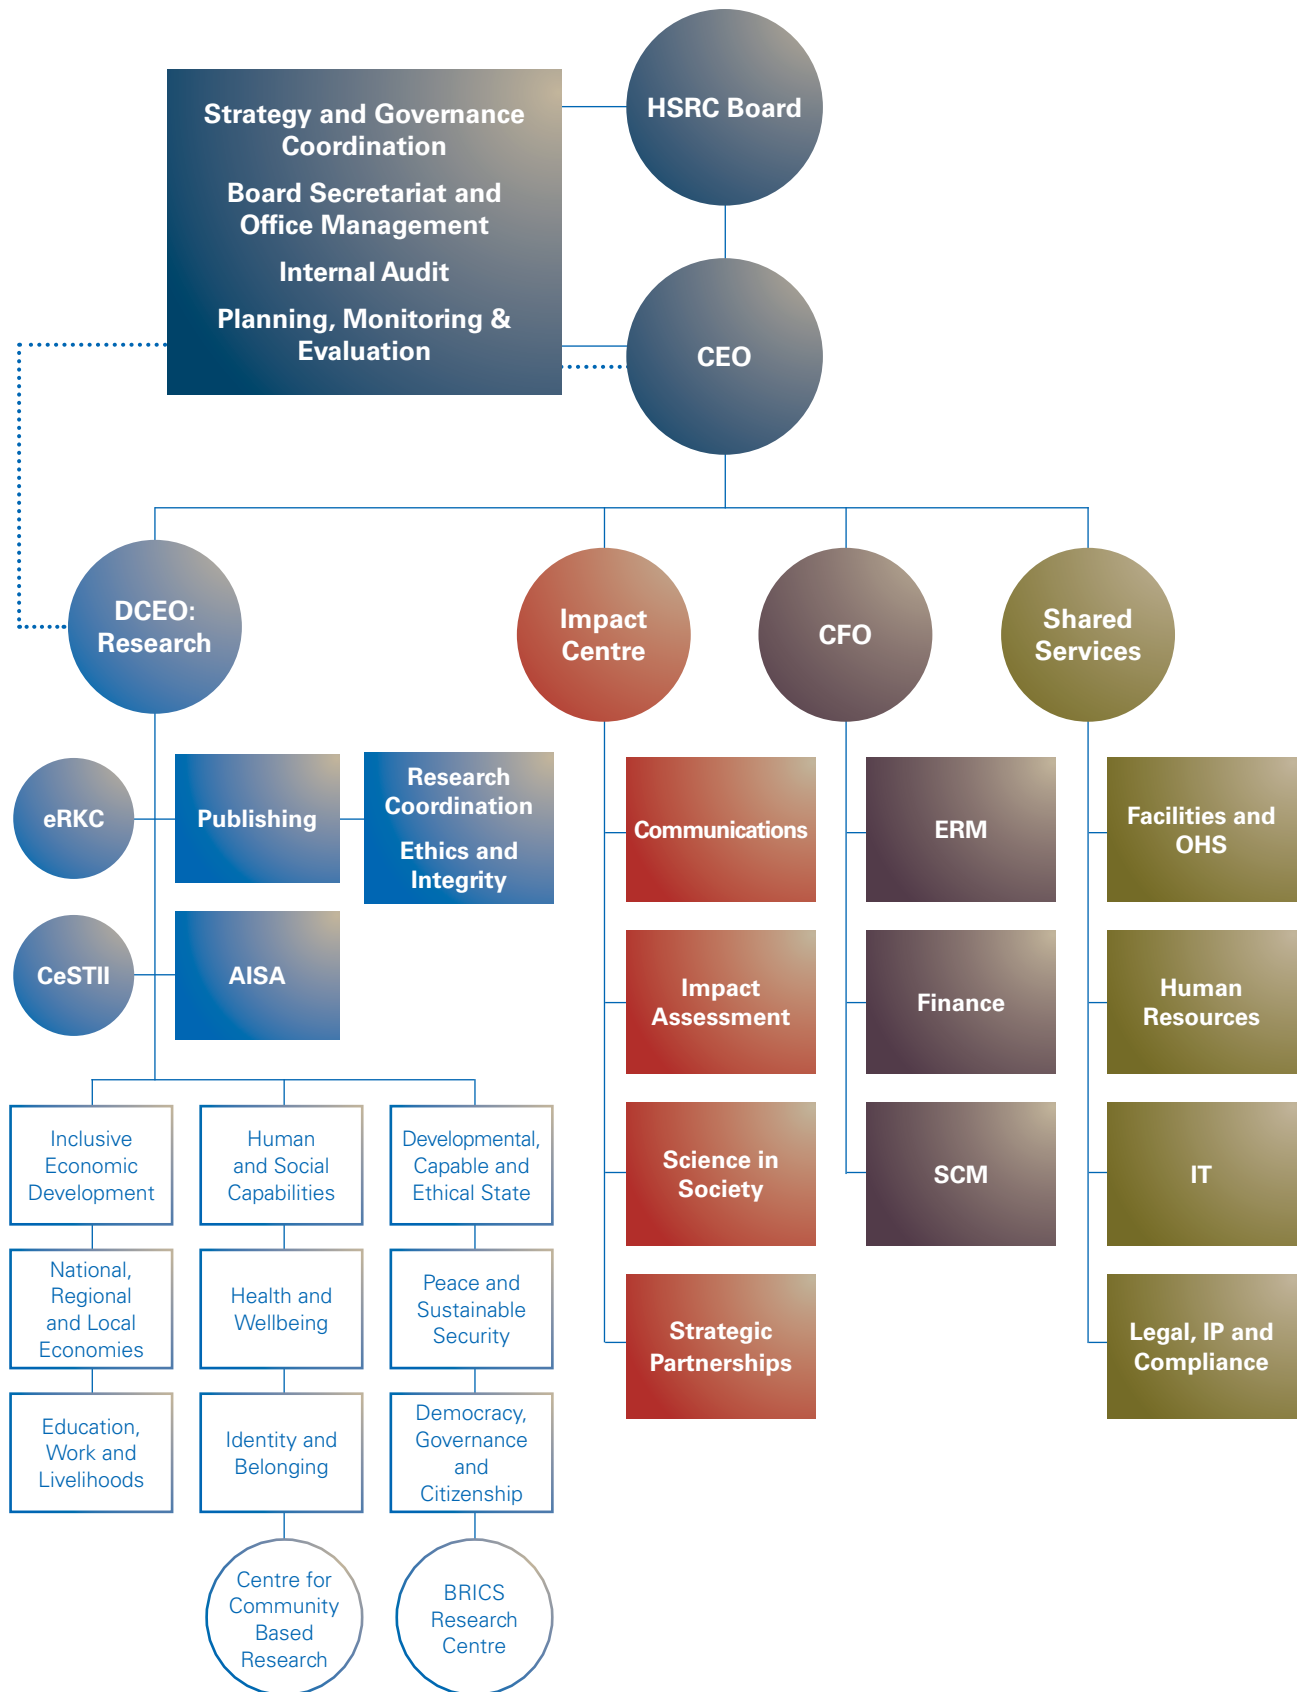 HSRC Board
Strategy and Governance
Coordination
Board Secretariat and
Office Management
Internal Audit
Planning, Monitoring &
Evaluation
CEO
DCEO:
Research
Impact
Centre
CFO
Shared
Services
eRKC
Publishing
Research
Coordination
Ethics and
Integrity
CeSTII
AISA
Communications
ERM
Facilities and
OHS
Impact
Assessment
Finance
Human
Resources
Science in
Society
SCM
IT
Strategic
Partnerships
Legal, IP and
Compliance
Inclusive
Economic
Development
Human
and Social
Capabilities
Developmental,
Capable and
Ethical State
National,
Regional
and Local
Economies
Health and
Wellbeing
Peace and
Sustainable
Security
Education,
Work and
Livelihoods
Identity and
Belonging
Democracy,
Governance
and
Citizenship
Centre for
Community
Based
Research
BRICS
Research
Centre